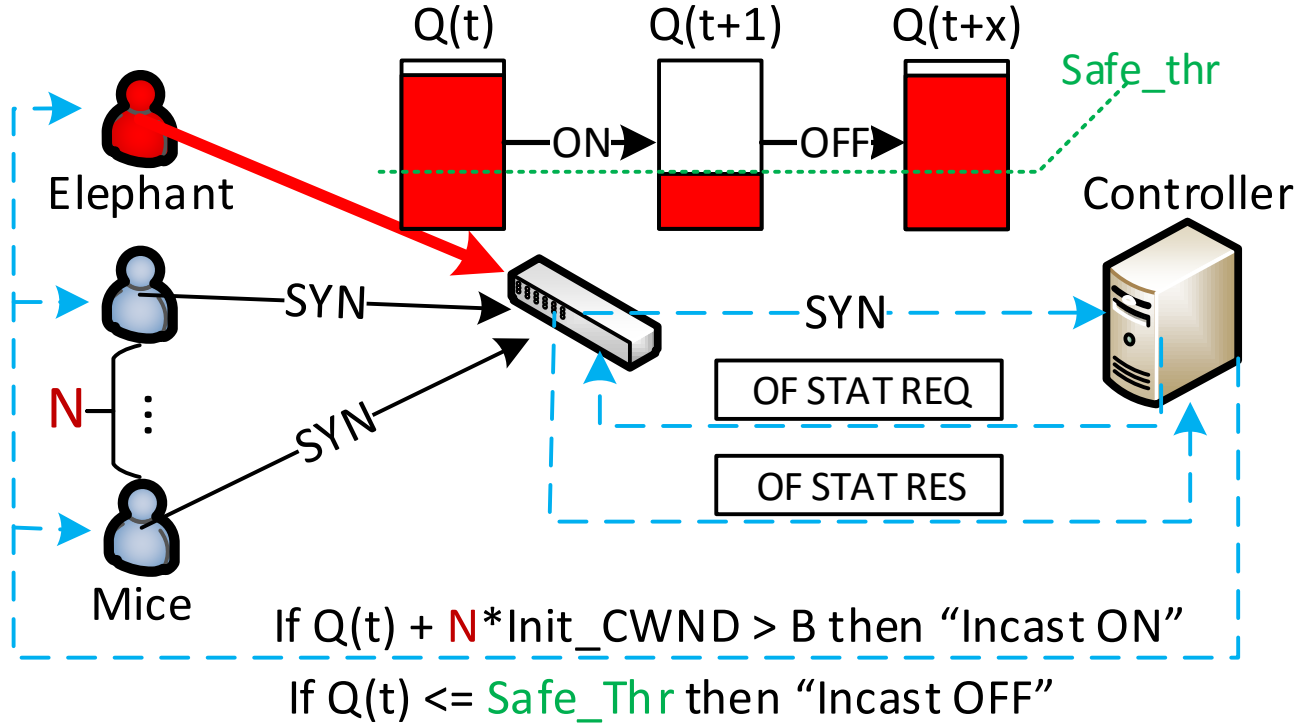 Q(t)
Q(t+1)
Q(t+x)
Safe_thr
ON
OFF
Elephant
Controller
SYN
SYN
OF STAT REQ
N
⋮
SYN
OF STAT RES
Mice
If Q(t) + N*Init_CWND > B then “Incast ON”
If Q(t) <= Safe_Thr then “Incast OFF”